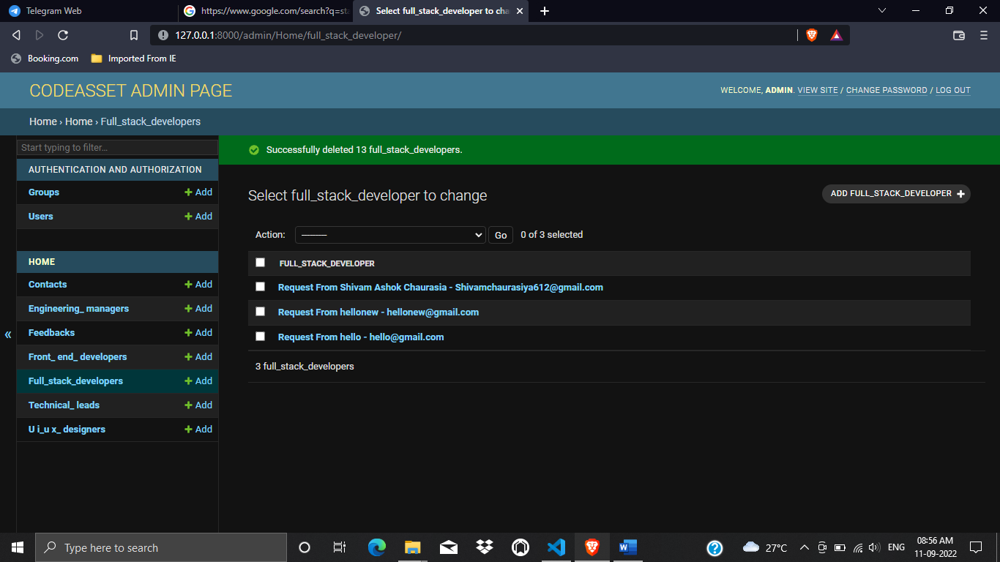 Telegram Web
https://www.google.com/search?q=sta
Select full_stack_developer to cha
127.0.0.1:8000/admin/Home/full_stack_developer/
Booking.com
Imported From IE
CODEASSET ADMIN PAGE
WELCOME, ADMIN. VIEW SITE / CHANGE PASSWORD / LOG OUT
Home › Home › Full_stack_developers
Start typing to filter...
Successfully deleted 13 full_stack_developers.
AUTHENTICATION AND AUTHORIZATION
Groups
Add
Users
Add
HOME
Contacts
Add
Engineering_ managers
Add
Feedbacks
Add
Front_ end_ developers
Add
Full_stack_developers
Add
Technical_ leads
Add
U i_u x_ designers
Add
«
Select full_stack_developer to change
ADD FULL_STACK_DEVELOPER
Action:
---------
Go
0 of 3 selected
FULL_STACK_DEVELOPER
Request From Shivam Ashok Chaurasia - Shivamchaurasiya612@gmail.com
Request From hellonew - hellonew@gmail.com
Request From hello - hello@gmail.com
3 full_stack_developers
Type here to search
27°C
ENG
08:56 AM
11-09-2022